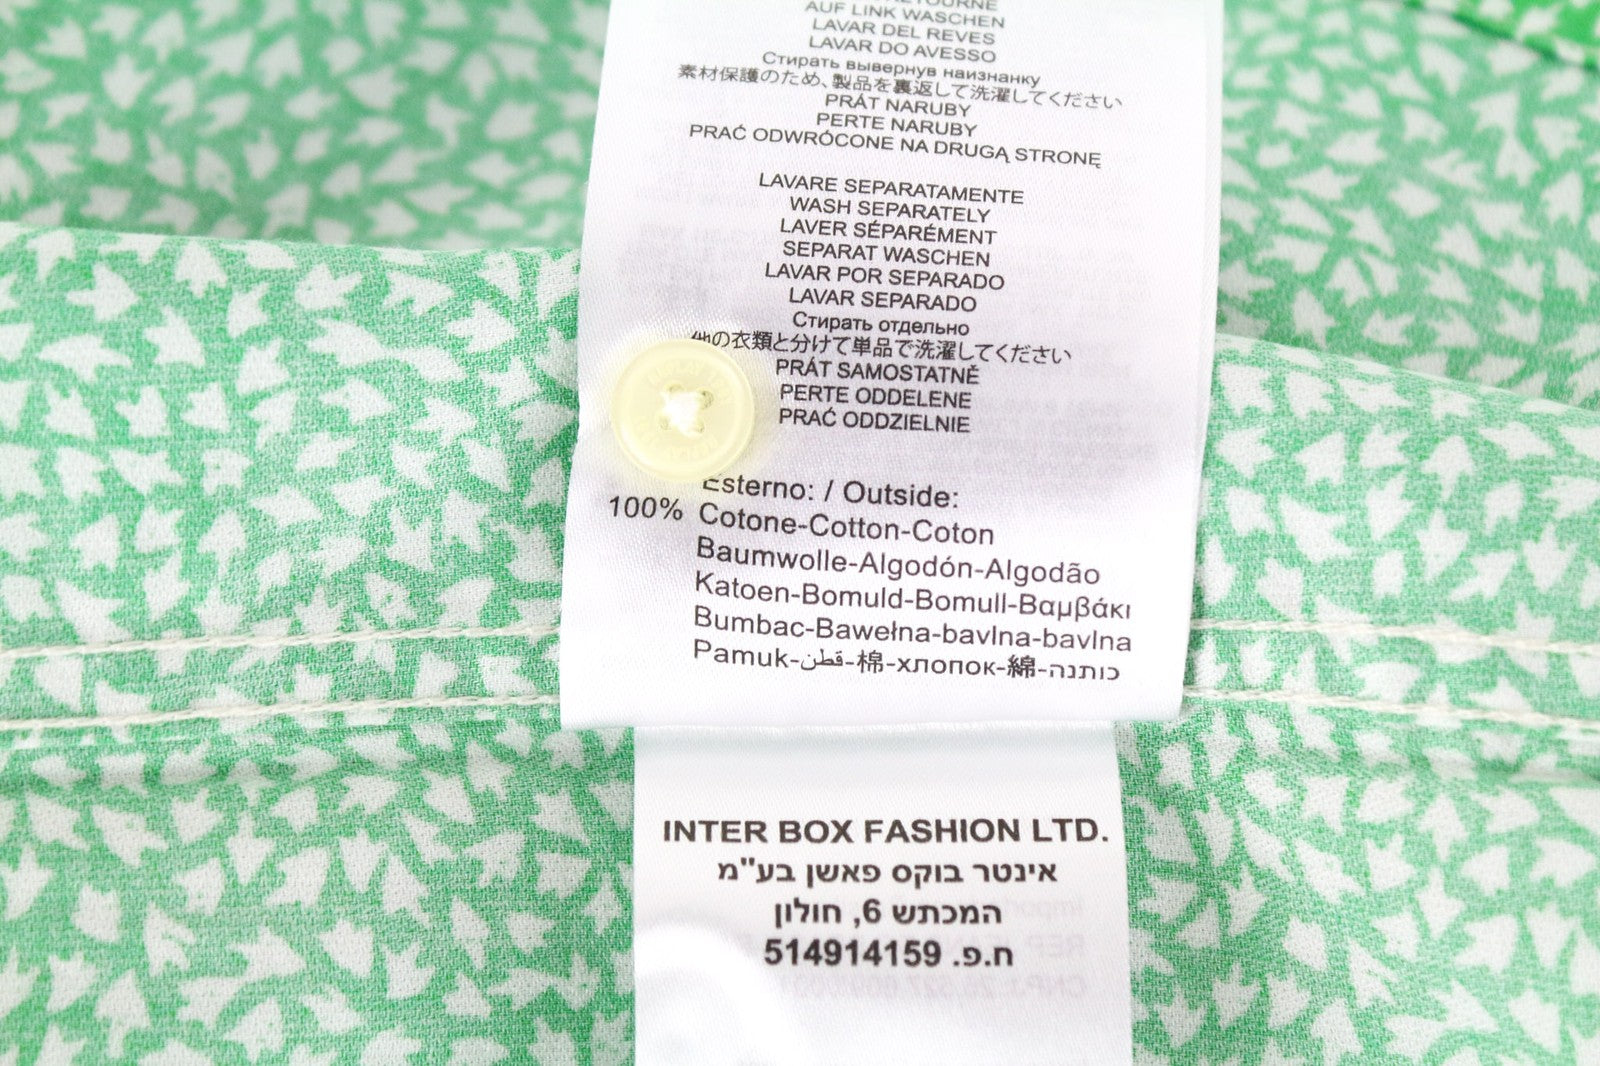 RETOURNE
AUF LINK WASCHEN
LAVAR DEL REVES
LAVAR DO AVESSO
Стирать вывернув наизнанку
素材保護のため、製品を裏返して洗濯してください
PRÁT NARUBY
PERTE NARUBY
PRAĆ ODWRÓCONE NA DRUGĄ STRONĘ
LAVARE SEPARATAMENTE
WASH SEPARATELY
LAVER SÉPARÉMENT
SEPARAT WASCHEN
LAVAR POR SEPARADO
LAVAR SEPARADO
Стирать отдельно
他の衣類と分けて単品で洗濯してください
PRÁT SAMOSTATNĚ
PERTE ODDELENE
PRAĆ ODDZIELNIE
Esterno: / Outside:
100% Cotone-Cotton-Coton
Baumwolle-Algodón-Algodão
Katoen-Bomuld-Bomull-Βαμβάκι
Bumbac-Bawełna-bavlna-bavlna
Pamuk-قطن-棉-хлопок-綿-כותנה
INTER BOX FASHION LTD.
אינטר בוקס פאשן בע"מ
המכתש 6, חולון
ח.פ. 514914159